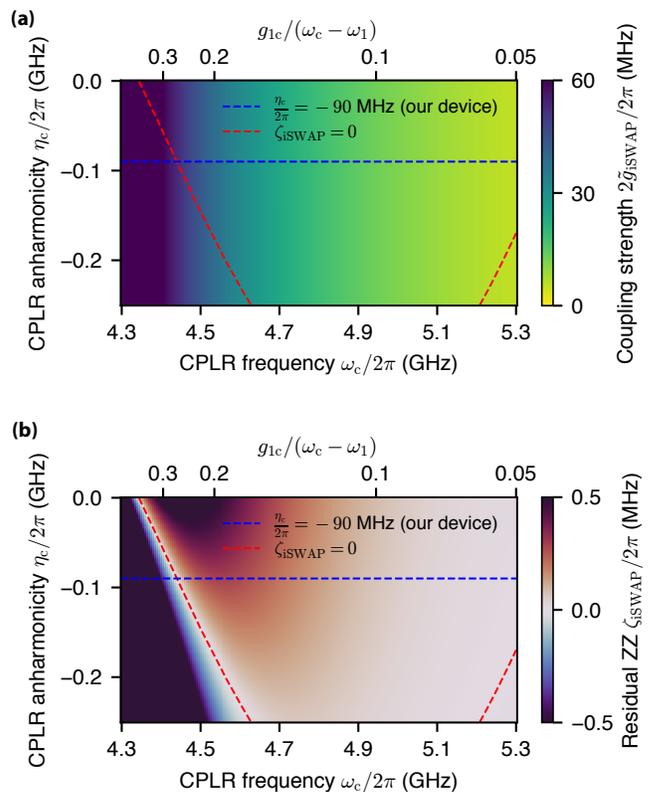 (a)
g₁c/(ωc − ω₁)
0.3 0.2 0.1 0.05
CPLR anharmonicity ηc/2π (GHz)
0.0
−0.1
−0.2
ηc/2π = − 90 MHz (our device)
ζiSWAP = 0
4.3 4.5 4.7 4.9 5.1 5.3
CPLR frequency ωc/2π (GHz)
60
30
0
Coupling strength 2g̃iSWAP/2π (MHz)
(b)
g₁c/(ωc − ω₁)
0.3 0.2 0.1 0.05
CPLR anharmonicity ηc/2π (GHz)
0.0
−0.1
−0.2
ηc/2π = − 90 MHz (our device)
ζiSWAP = 0
4.3 4.5 4.7 4.9 5.1 5.3
CPLR frequency ωc/2π (GHz)
0.5
0.0
−0.5
Residual ZZ ζiSWAP/2π (MHz)